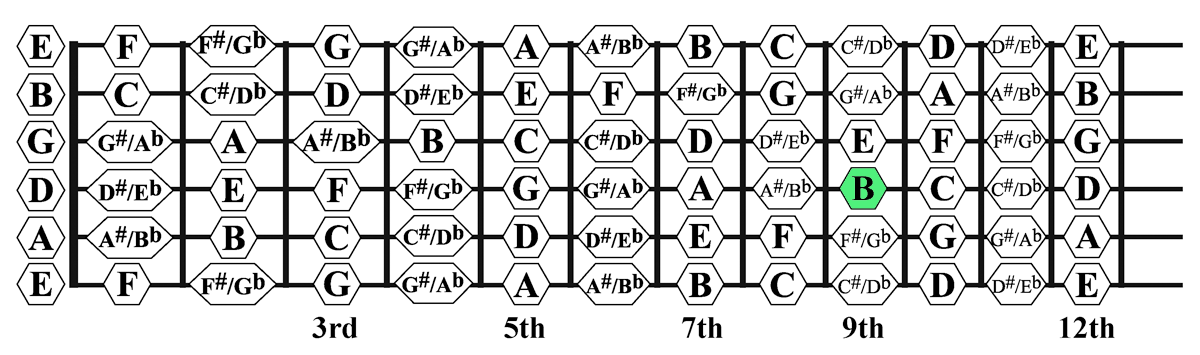 E F F#/Gb G G#/Ab A A#/Bb B C C#/Db D D#/Eb E
B C C#/Db D D#/Eb E F F#/Gb G G#/Ab A A#/Bb B
G G#/Ab A A#/Bb B C C#/Db D D#/Eb E F F#/Gb G
D D#/Eb E F F#/Gb G G#/Ab A A#/Bb B C C#/Db D
A A#/Bb B C C#/Db D D#/Eb E F F#/Gb G G#/Ab A
E F F#/Gb G G#/Ab A A#/Bb B C C#/Db D D#/Eb E
3rd 5th 7th 9th 12th